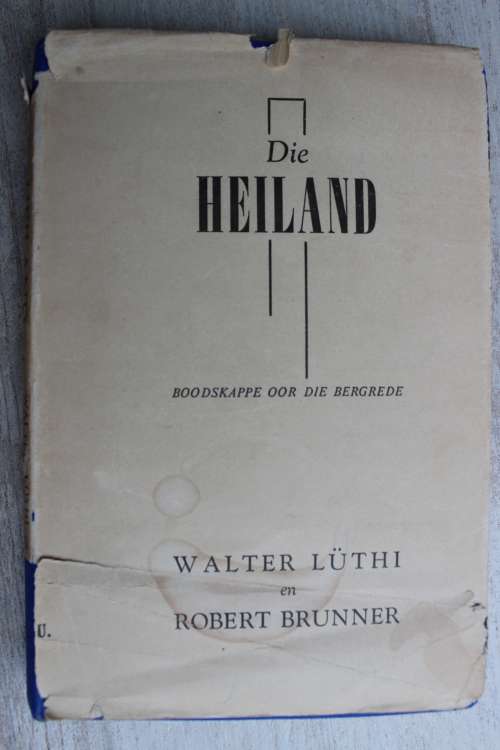 Die
HEILAND
BOODSKAPPE OOR DIE BERGREDE
WALTER LÜTHI
en
ROBERT BRUNNER
U.